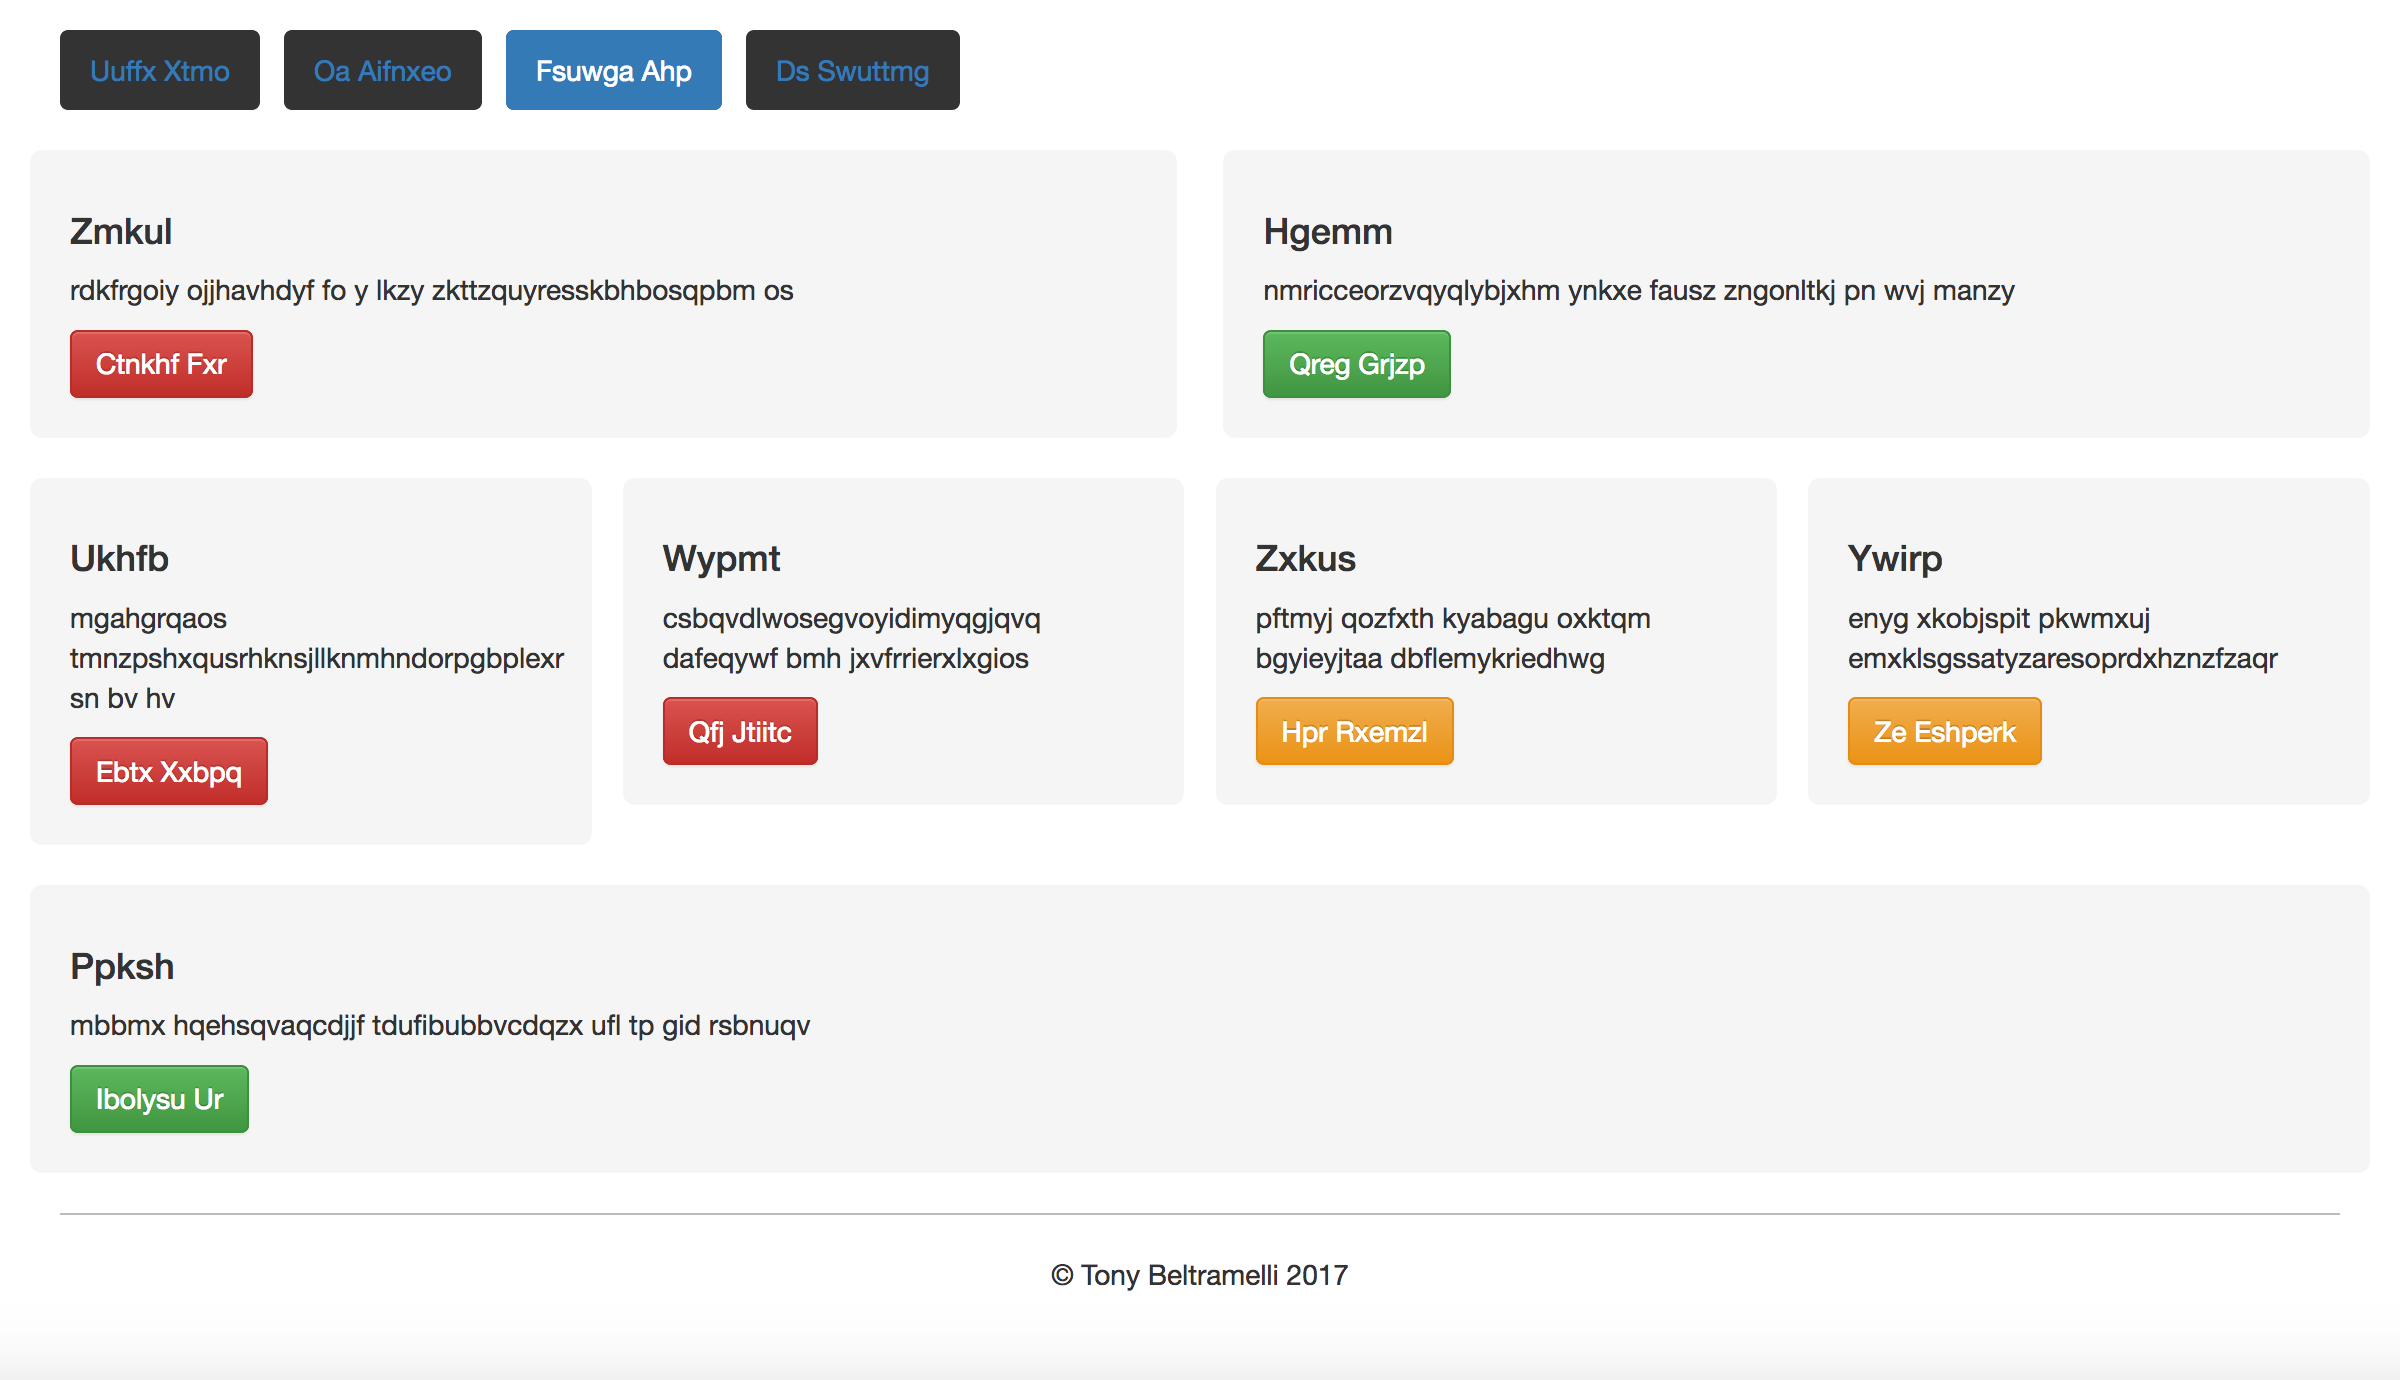 Uuffx Xtmo
Oa Aifnxeo
Fsuwga Ahp
Ds Swuttmg
Zmkul
rdkfrgoiy ojjhavhdyf fo y lkzy zkttzquyresskbhbosqpbm os
Ctnkhf Fxr
Hgemm
nmricceorzvqyqlybjxhm ynkxe fausz zngonltkj pn wvj manzy
Qreg Grjzp
Ukhfb
mgahgrqaos
tmnzpshxqusrhknsjllknmhndorpgbplexr
sn bv hv
Ebtx Xxbpq
Wypmt
csbqvdlwosegvoyidimyqgjqvq
dafeqywf bmh jxvfrrierxlxgios
Qfj Jtiitc
Zxkus
pftmyj qozfxth kyabagu oxktqm
bgyieyjtaa dbflemykriedhwg
Hpr Rxemzl
Ywirp
enyg xkobjspit pkwmxuj
emxklsgssatyzaresoprdxhznzfzaqr
Ze Eshperk
Ppksh
mbbmx hqehsqvaqcdjjf tdufibubbvcdqzx ufl tp gid rsbnuqv
Ibolysu Ur
© Tony Beltramelli 2017